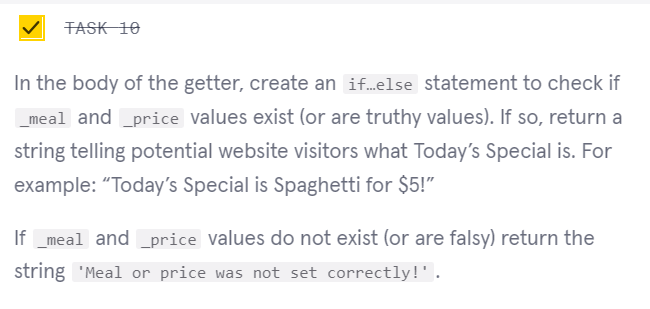 TASK 10
In the body of the getter, create an if…else statement to check if
_meal and _price values exist (or are truthy values). If so, return a
string telling potential website visitors what Today’s Special is. For
example: “Today’s Special is Spaghetti for $5!”
If _meal and _price values do not exist (or are falsy) return the
string 'Meal or price was not set correctly!' .